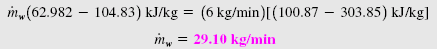 ṁw(62.982 − 104.83) kJ/kg = (6 kg/min)[(100.87 − 303.85) kJ/kg]
ṁw = 29.10 kg/min